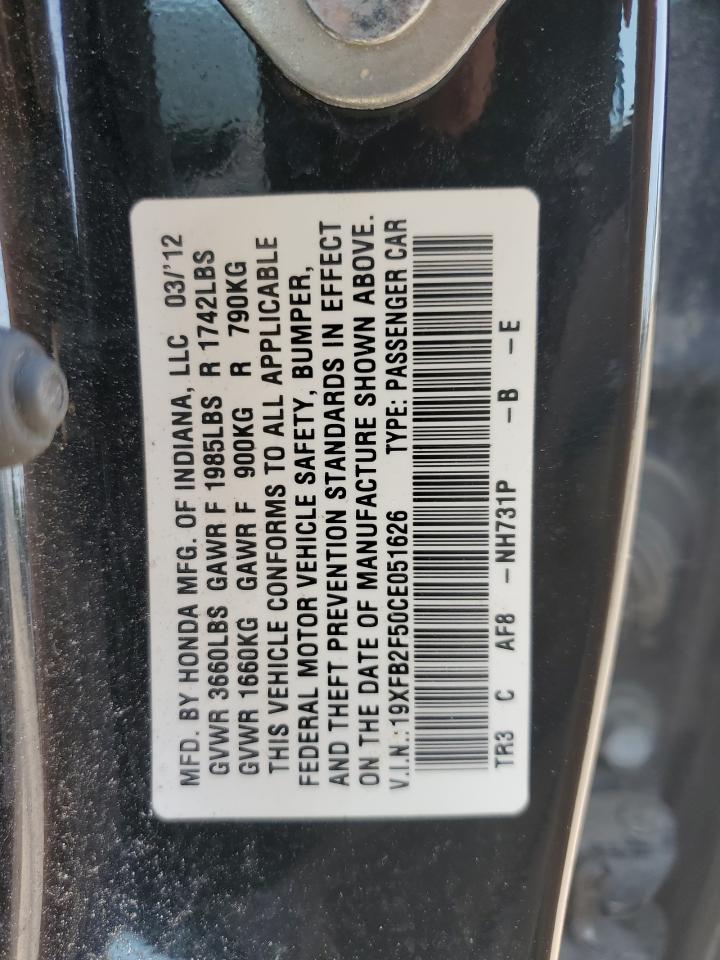 MFD. BY HONDA MFG. OF INDIANA, LLC 03/'12
GVWR 3660LBS GAWR F 1985LBS R 1742LBS
GVWR 1660KG GAWR F 900KG R 790KG
THIS VEHICLE CONFORMS TO ALL APPLICABLE
FEDERAL MOTOR VEHICLE SAFETY, BUMPER,
AND THEFT PREVENTION STANDARDS IN EFFECT
ON THE DATE OF MANUFACTURE SHOWN ABOVE.
V.I.N.: 19XFB2F50CE051626 TYPE: PASSENGER CAR
TR3 C AF8 -NH731P -B -E